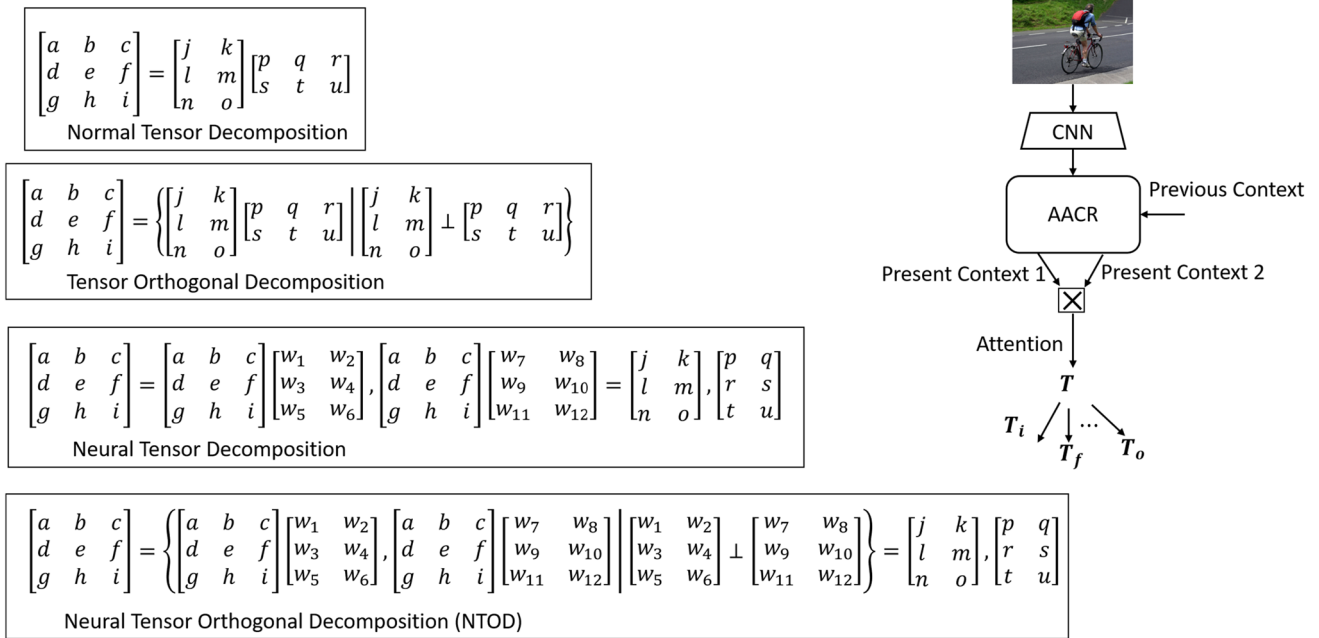 [a b c; d e f; g h i] = [j k; l m; n o] [p q r; s t u]
Normal Tensor Decomposition
[a b c; d e f; g h i] = {[j k; l m; n o] [p q r; s t u] | [j k; l m; n o] ⊥ [p q r; s t u]}
Tensor Orthogonal Decomposition
[a b c; d e f; g h i] = [a b c; d e f; g h i] [w₁ w₂; w₃ w₄; w₅ w₆], [a b c; d e f; g h i] [w₇ w₈; w₉ w₁₀; w₁₁ w₁₂] = [j k; l m; n o], [p q; r s; t u]
Neural Tensor Decomposition
[a b c; d e f; g h i] = {[a b c; d e f; g h i] [w₁ w₂; w₃ w₄; w₅ w₆], [a b c; d e f; g h i] [w₇ w₈; w₉ w₁₀; w₁₁ w₁₂] | [w₁ w₂; w₃ w₄; w₅ w₆] ⊥ [w₇ w₈; w₉ w₁₀; w₁₁ w₁₂]} = [j k; l m; n o], [p q; r s; t u]
Neural Tensor Orthogonal Decomposition (NTOD)
CNN
AACR
Previous Context
Present Context 1
Present Context 2
Attention
T
Tᵢ
...
T_f
Tₒ